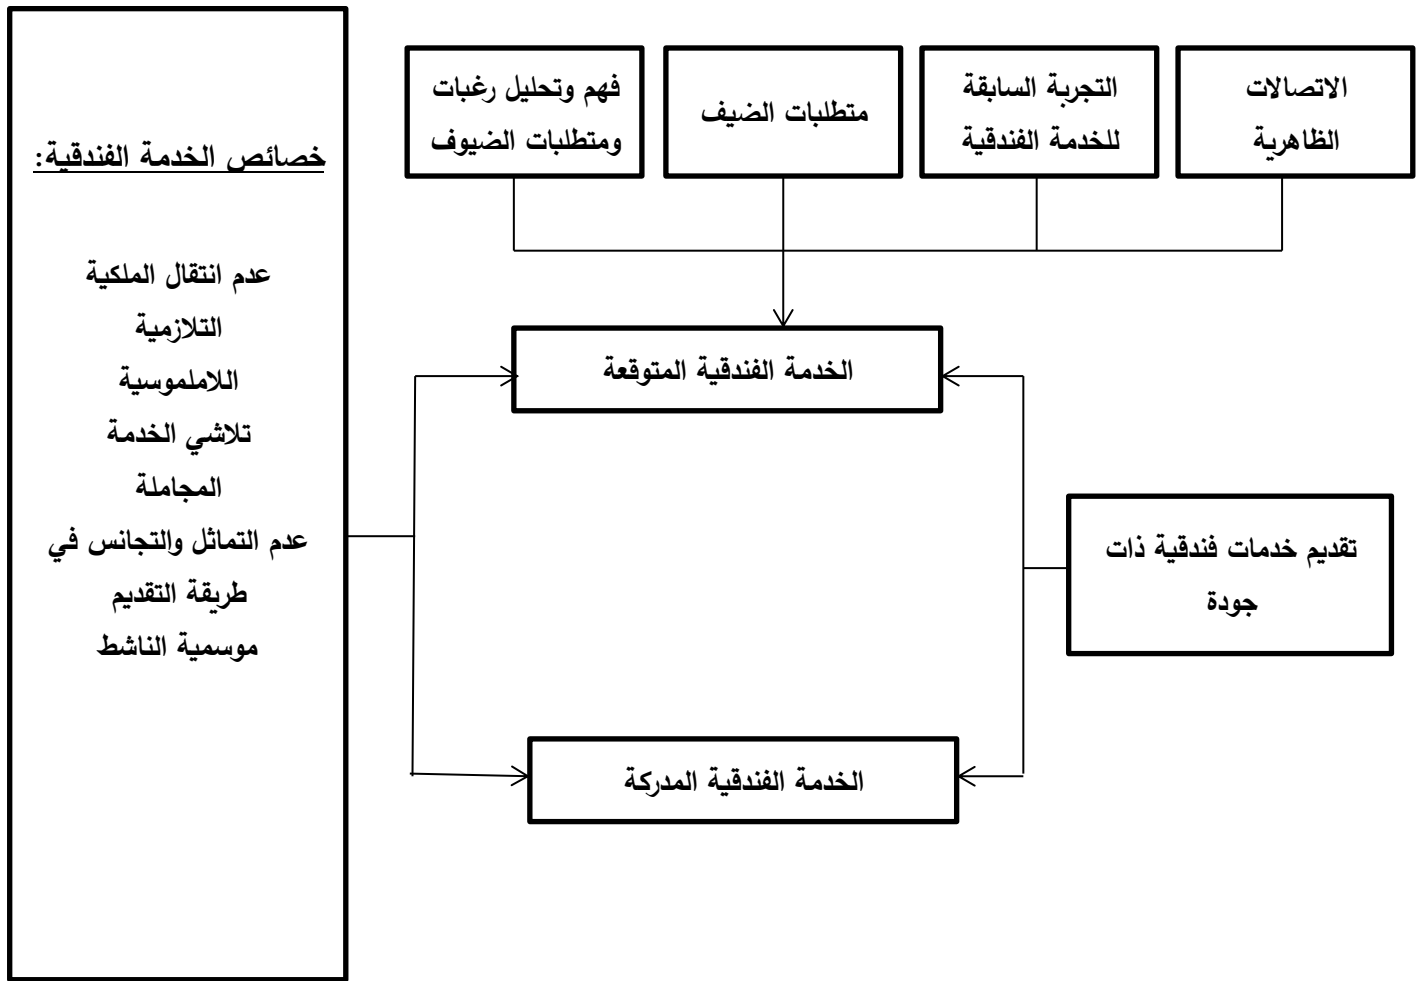 الاتصالات
الظاهرية
التجربة السابقة
للخدمة الفندقية
متطلبات الضيف
فهم وتحليل رغبات
ومتطلبات الضيوف
خصائص الخدمة الفندقية:
عدم انتقال الملكية
التلازمية
اللاملموسية
تلاشي الخدمة
المجاملة
عدم التماثل والتجانس في
طريقة التقديم
موسمية الناشط
الخدمة الفندقية المتوقعة
تقديم خدمات فندقية ذات
جودة
الخدمة الفندقية المدركة